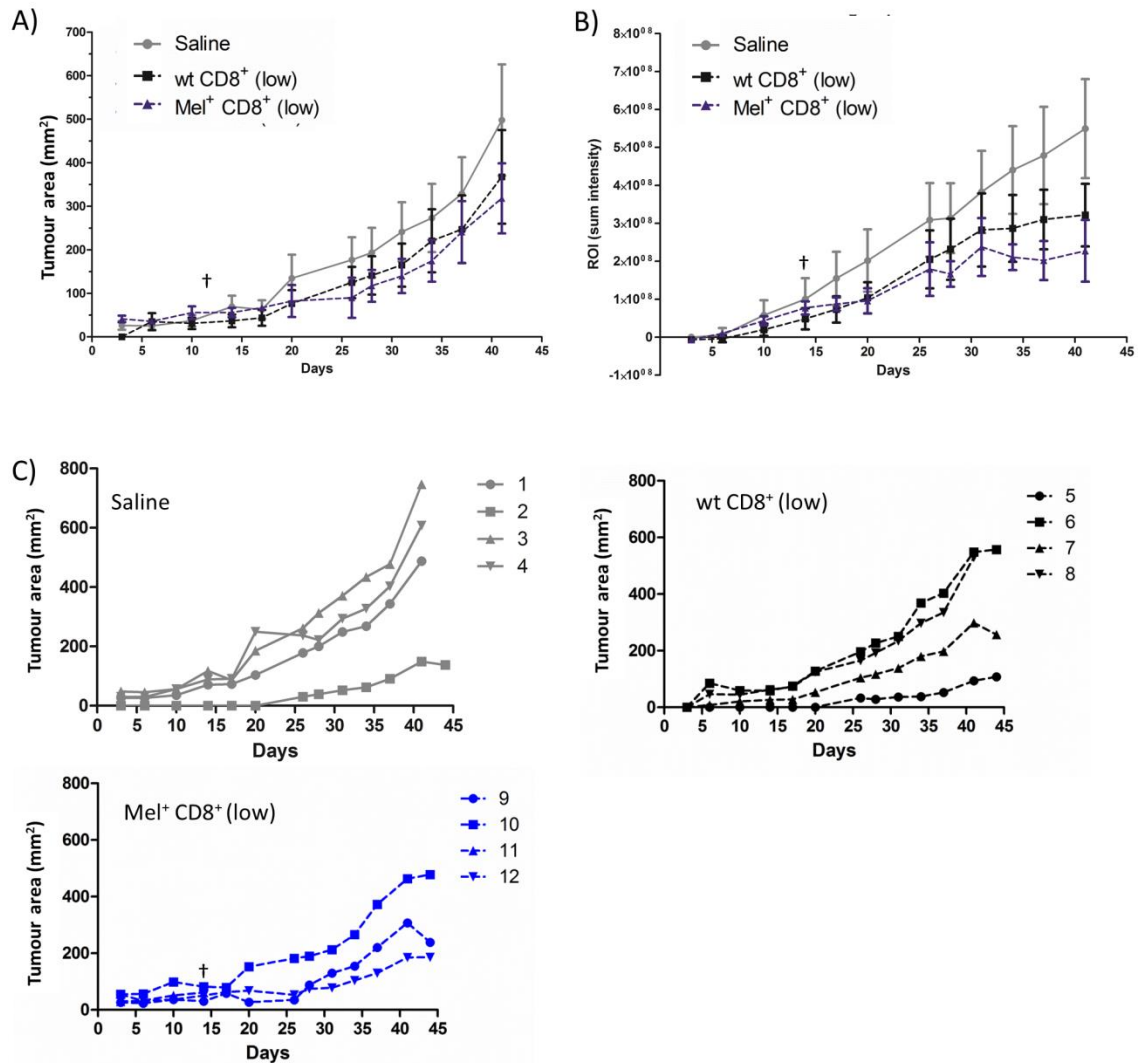 A)
700
600
500
400
300
200
100
0
Tumour area (mm²)
Saline
wt CD8⁺ (low)
Mel⁺ CD8⁺ (low)
†
0 5 10 15 20 25 30 35 40 45
Days
B)
8×10⁰⁸
7×10⁰⁸
6×10⁰⁸
5×10⁰⁸
4×10⁰⁸
3×10⁰⁸
2×10⁰⁸
1×10⁰⁸
0
-1×10⁰⁸
ROI (sum intensity)
Saline
wt CD8⁺ (low)
Mel⁺ CD8⁺ (low)
†
5 10 15 20 25 30 35 40 45
Days
C)
800
600
400
200
0
Tumour area (mm²)
Saline
1
2
3
4
0 5 10 15 20 25 30 35 40 45
Days
800
600
400
200
0
Tumour area (mm²)
wt CD8⁺ (low)
5
6
7
8
0 5 10 15 20 25 30 35 40 45
Days
800
600
400
200
0
Tumour area (mm²)
Mel⁺ CD8⁺ (low)
9
10
11
12
†
0 5 10 15 20 25 30 35 40 45
Days